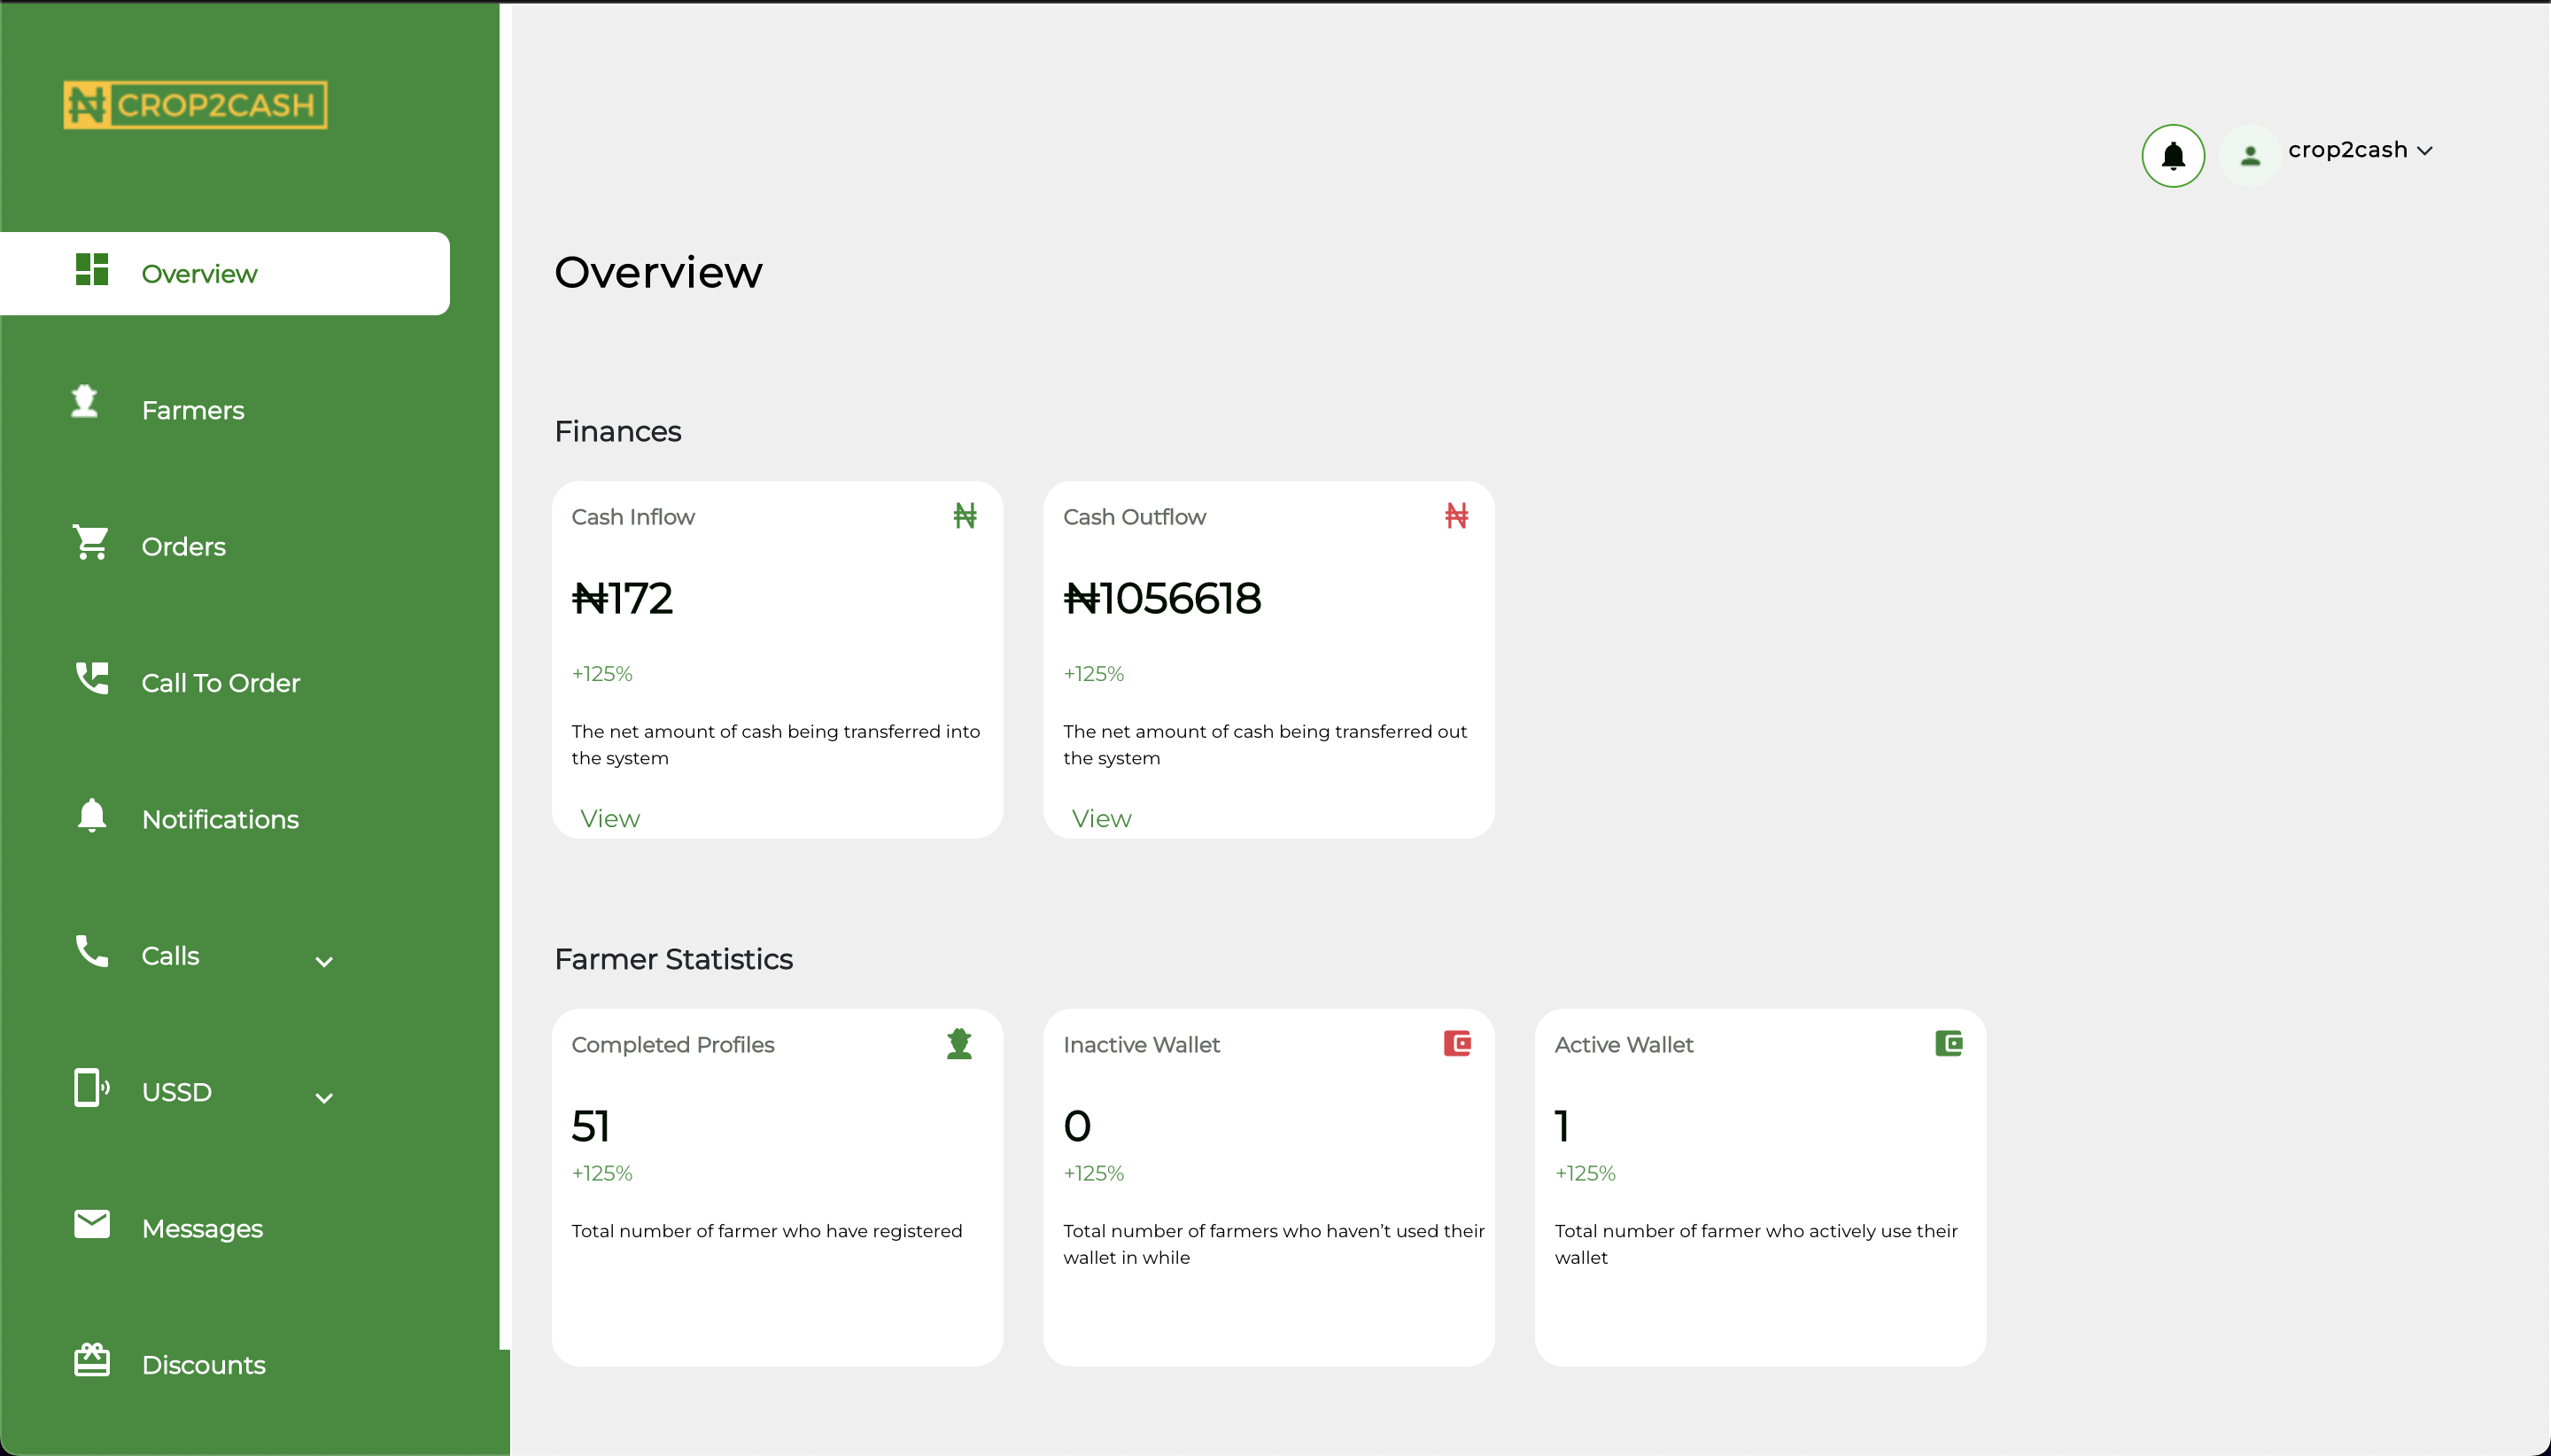 CROP2CASH
crop2cash
Overview
Farmers
Orders
Call To Order
Notifications
Calls
USSD
Messages
Discounts
Overview
Finances
Cash Inflow
₦
₦172
+125%
The net amount of cash being transferred into
the system
View
Cash Outflow
₦
₦1056618
+125%
The net amount of cash being transferred out
the system
View
Farmer Statistics
Completed Profiles
51
+125%
Total number of farmer who have registered
Inactive Wallet
0
+125%
Total number of farmers who haven’t used their
wallet in while
Active Wallet
1
+125%
Total number of farmer who actively use their
wallet